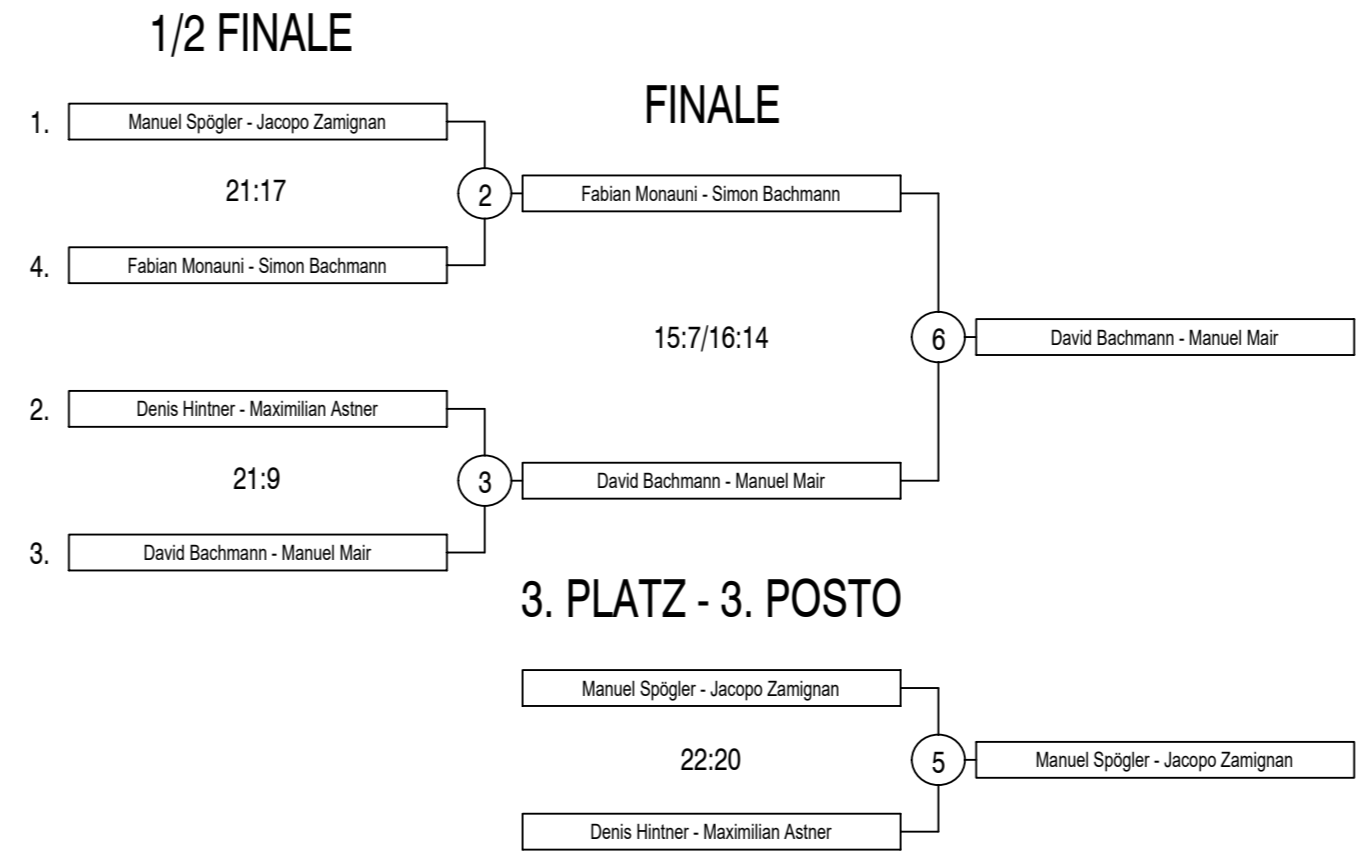 1/2 FINALE
FINALE
1. Manuel Spögler - Jacopo Zamignan
21:17
2
Fabian Monauni - Simon Bachmann
4. Fabian Monauni - Simon Bachmann
15:7/16:14
6
David Bachmann - Manuel Mair
2. Denis Hintner - Maximilian Astner
21:9
3
David Bachmann - Manuel Mair
3. David Bachmann - Manuel Mair
3. PLATZ - 3. POSTO
Manuel Spögler - Jacopo Zamignan
22:20
5
Manuel Spögler - Jacopo Zamignan
Denis Hintner - Maximilian Astner